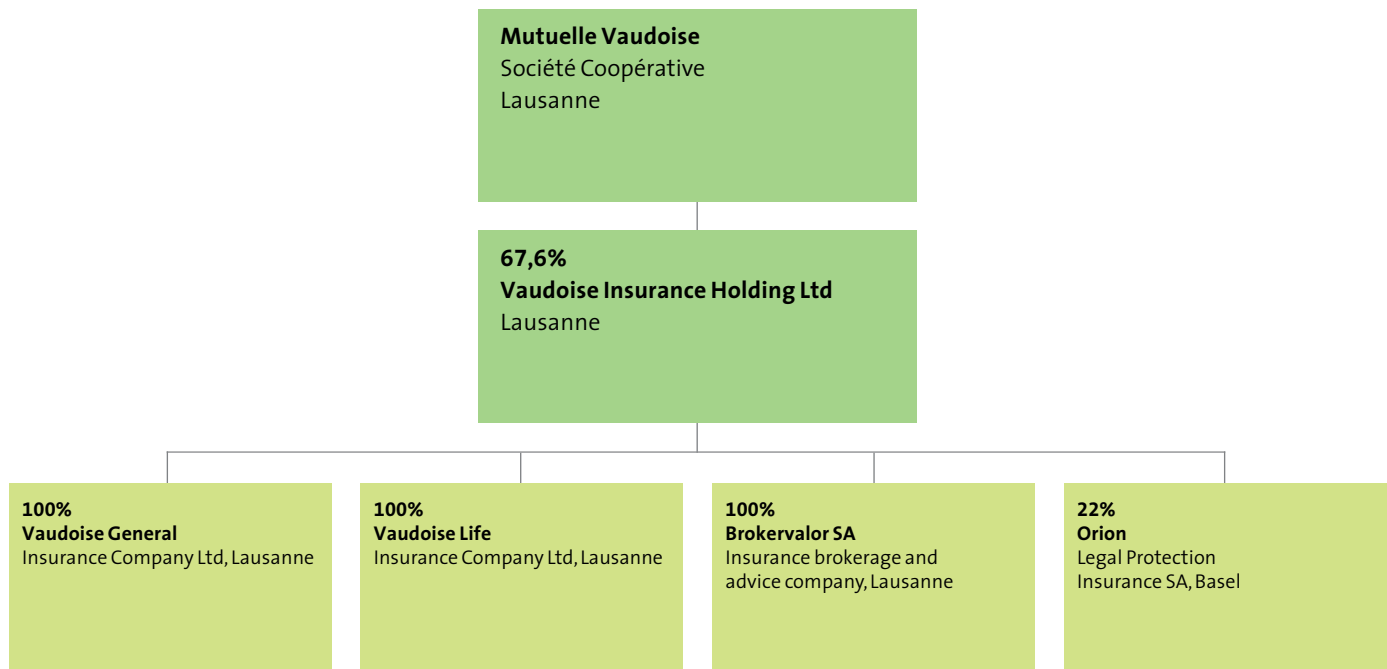 Mutuelle Vaudoise
Société Coopérative
Lausanne
67,6%
Vaudoise Insurance Holding Ltd
Lausanne
100%
Vaudoise General
Insurance Company Ltd, Lausanne
100%
Vaudoise Life
Insurance Company Ltd, Lausanne
100%
Brokervalor SA
Insurance brokerage and
advice company, Lausanne
22%
Orion
Legal Protection
Insurance SA, Basel